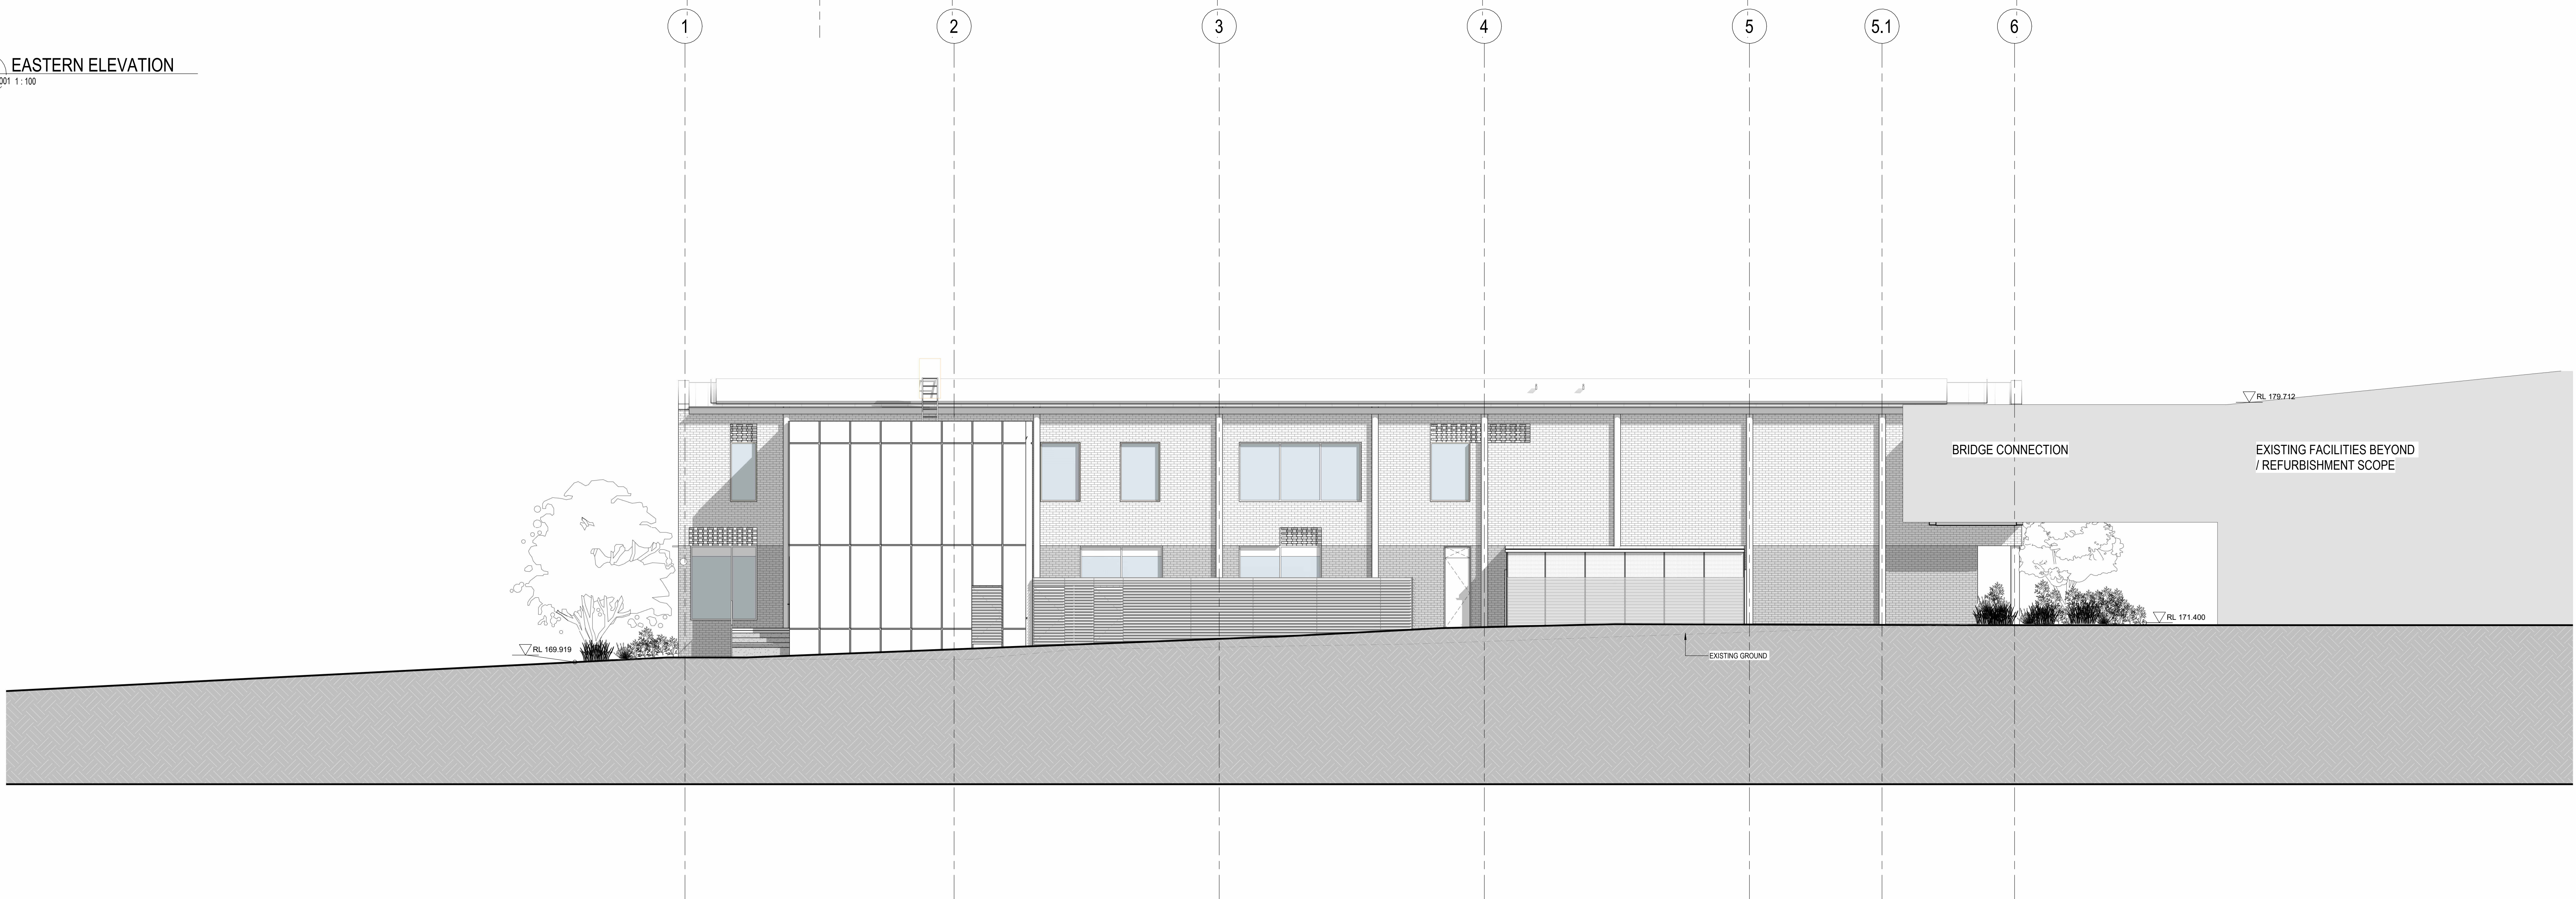 1 2 3 4 5 5.1 6
EASTERN ELEVATION
001 1 : 100
RL 179.712
BRIDGE CONNECTION
EXISTING FACILITIES BEYOND
/ REFURBISHMENT SCOPE
RL 171.400
RL 169.919
EXISTING GROUND